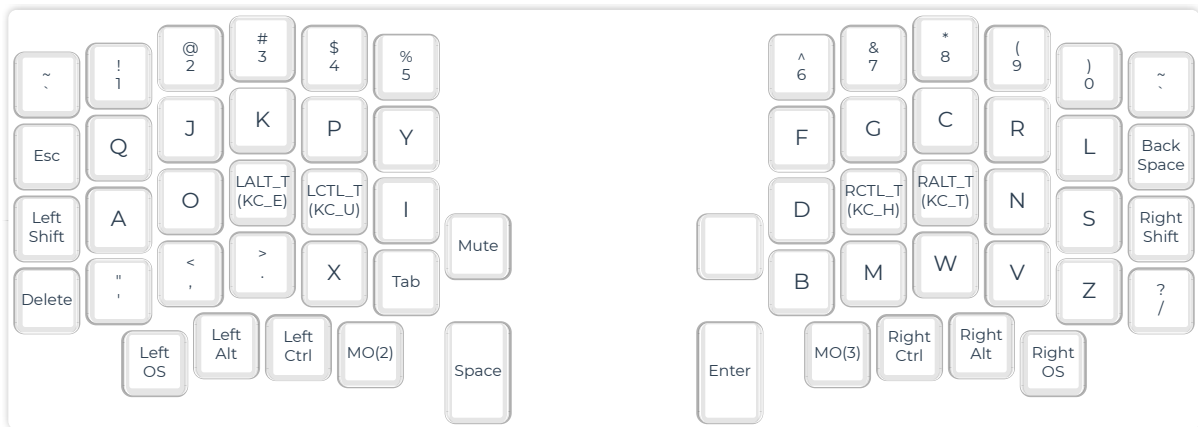 ~
`
!
1
@
2
#
3
$
4
%
5
^
6
&
7
*
8
(
9
)
0
~
`
Esc
Q
J
K
P
Y
F
G
C
R
L
Back
Space
Left
Shift
A
O
LALT_T
(KC_E)
LCTL_T
(KC_U)
I
Mute
D
RCTL_T
(KC_H)
RALT_T
(KC_T)
N
S
Right
Shift
Delete
"
'
<
,
>
.
X
Tab
B
M
W
V
Z
?
/
Left
OS
Left
Alt
Left
Ctrl
MO(2)
Space
Enter
MO(3)
Right
Ctrl
Right
Alt
Right
OS